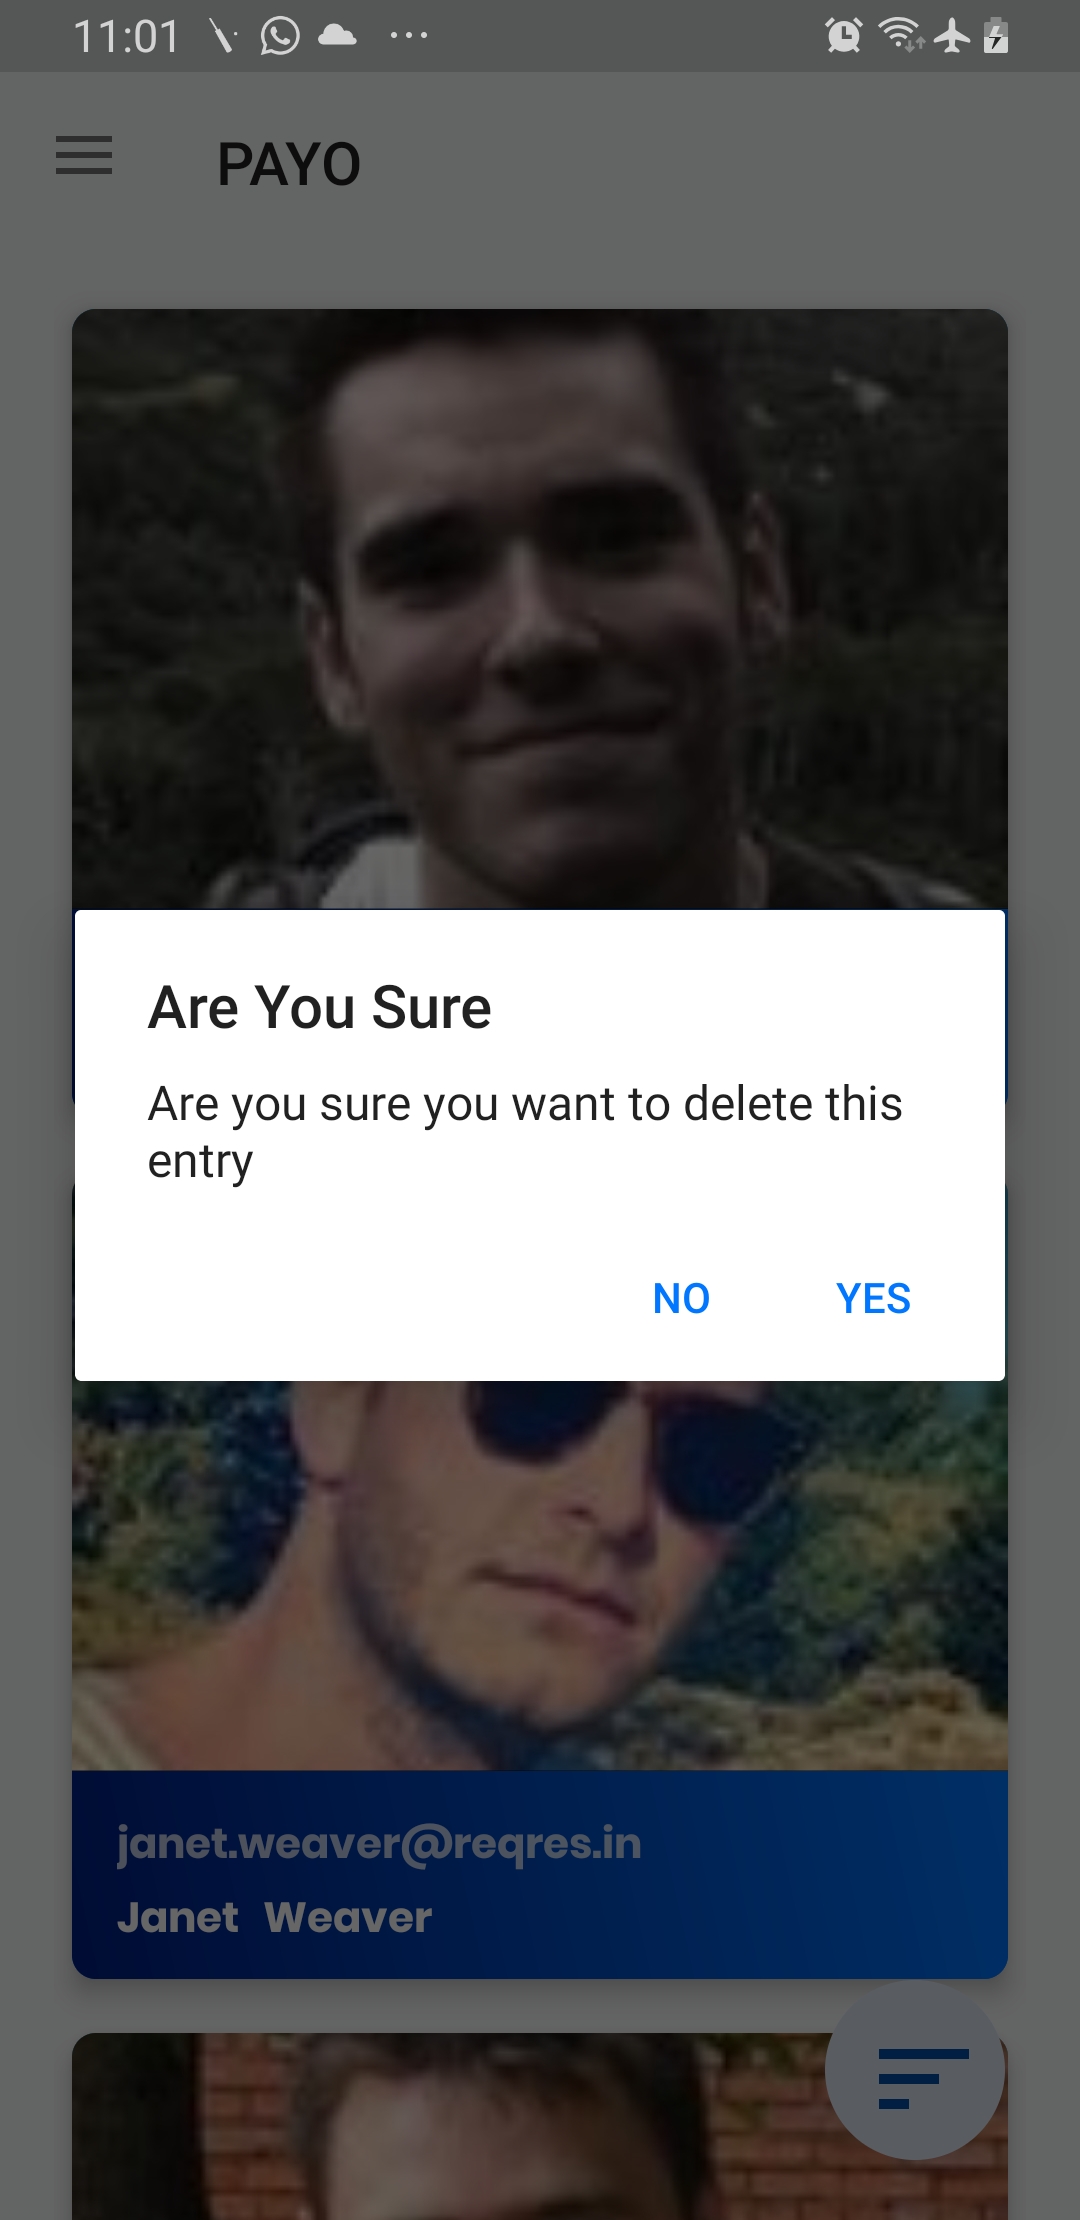 11:01
PAYO
Are You Sure
Are you sure you want to delete this
entry
NO YES
janet.weaver@reqres.in
Janet Weaver